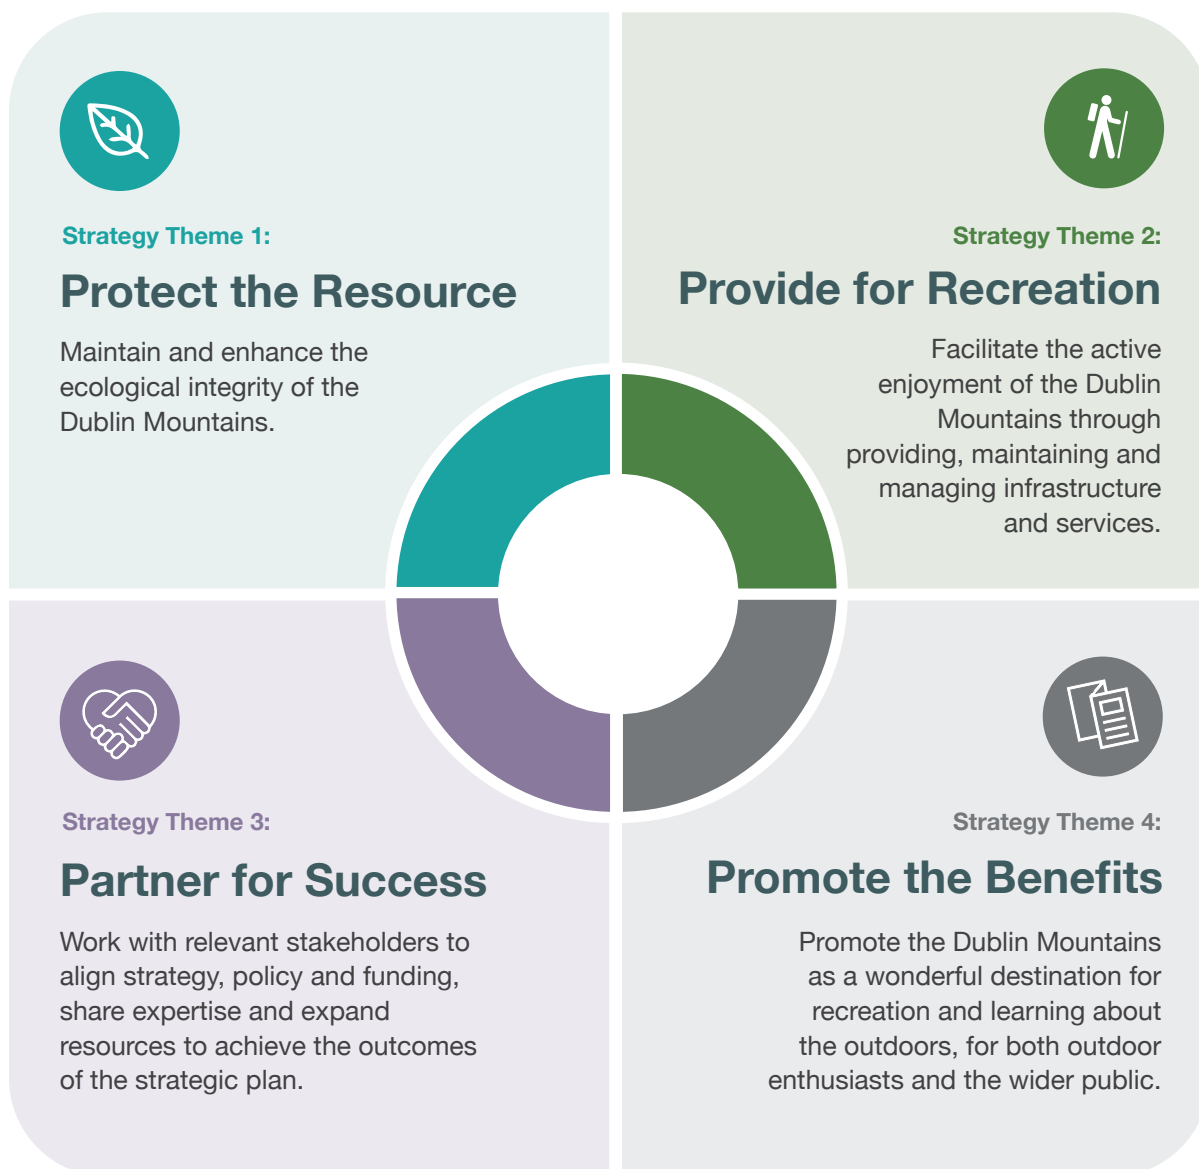 Strategy Theme 1:
Protect the Resource
Maintain and enhance the
ecological integrity of the
Dublin Mountains.
Strategy Theme 2:
Provide for Recreation
Facilitate the active
enjoyment of the Dublin
Mountains through
providing, maintaining and
managing infrastructure
and services.
Strategy Theme 3:
Partner for Success
Work with relevant stakeholders to
align strategy, policy and funding,
share expertise and expand
resources to achieve the outcomes
of the strategic plan.
Strategy Theme 4:
Promote the Benefits
Promote the Dublin Mountains
as a wonderful destination for
recreation and learning about
the outdoors, for both outdoor
enthusiasts and the wider public.